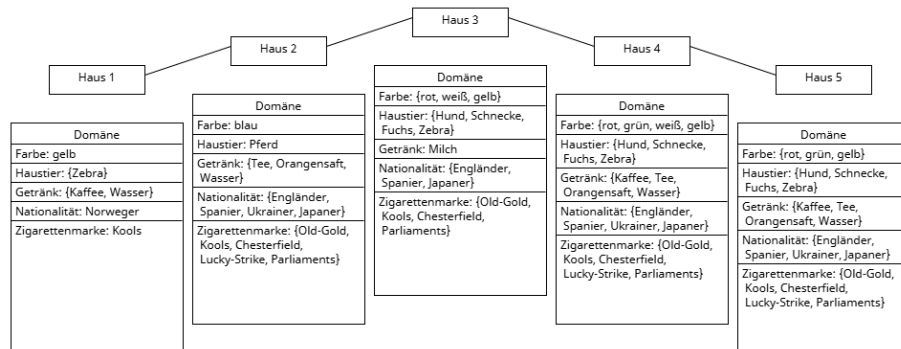 Haus 3
Haus 2
Haus 4
Haus 1
Haus 5
Domäne
Farbe: gelb
Haustier: {Zebra}
Getränk: {Kaffee, Wasser}
Nationalität: Norweger
Zigarettenmarke: Kools
Domäne
Farbe: blau
Haustier: Pferd
Getränk: {Tee, Orangensaft,
Wasser}
Nationalität: {Engländer,
Spanier, Ukrainer, Japaner}
Zigarettenmarke: {Old-Gold,
Kools, Chesterfield,
Lucky-Strike, Parliaments}
Domäne
Farbe: {rot, weiß, gelb}
Haustier: {Hund, Schnecke,
Fuchs, Zebra}
Getränk: Milch
Nationalität: {Engländer,
Spanier, Japaner}
Zigarettenmarke: {Old-Gold,
Kools, Chesterfield,
Parliaments}
Domäne
Farbe: {rot, grün, weiß, gelb}
Haustier: {Hund, Schnecke,
Fuchs, Zebra}
Getränk: {Kaffee, Tee,
Orangensaft, Wasser}
Nationalität: {Engländer,
Spanier, Ukrainer, Japaner}
Zigarettenmarke: {Old-Gold,
Kools, Chesterfield,
Lucky-Strike, Parliaments}
Domäne
Farbe: {rot, grün, gelb}
Haustier: {Hund, Schnecke,
Fuchs, Zebra}
Getränk: {Kaffee, Tee,
Orangensaft, Wasser}
Nationalität: {Engländer,
Spanier, Ukrainer, Japaner}
Zigarettenmarke: {Old-Gold,
Kools, Chesterfield,
Lucky-Strike, Parliaments}